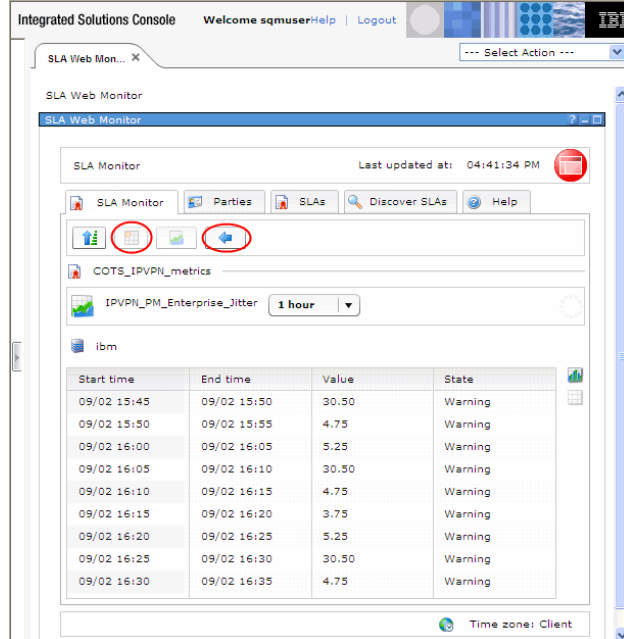 Integrated Solutions Console Welcome sqmuser Help | Logout
SLA Web Mon... ×
--- Select Action ---
SLA Web Monitor
SLA Web Monitor
SLA Monitor Last updated at: 04:41:34 PM
SLA Monitor Parties SLAs Discover SLAs Help
COTS_IPVPN_metrics
IPVPN_PM_Enterprise_Jitter 1 hour
ibm
Start time End time Value State
09/02 15:45 09/02 15:50 30.50 Warning
09/02 15:50 09/02 15:55 4.75 Warning
09/02 16:00 09/02 16:05 5.25 Warning
09/02 16:05 09/02 16:10 30.50 Warning
09/02 16:10 09/02 16:15 4.75 Warning
09/02 16:15 09/02 16:20 3.75 Warning
09/02 16:20 09/02 16:25 5.25 Warning
09/02 16:25 09/02 16:30 30.50 Warning
09/02 16:30 09/02 16:35 4.75 Warning
Time zone: Client